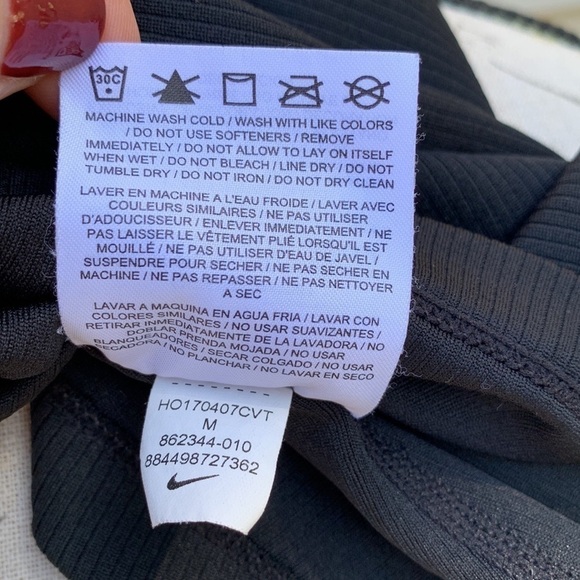 30C
MACHINE WASH COLD / WASH WITH LIKE COLORS
/ DO NOT USE SOFTENERS / REMOVE
IMMEDIATELY / DO NOT ALLOW TO LAY ON ITSELF
WHEN WET / DO NOT BLEACH / LINE DRY / DO NOT
TUMBLE DRY / DO NOT IRON / DO NOT DRY CLEAN
LAVER EN MACHINE A L'EAU FROIDE / LAVER AVEC
COULEURS SIMILAIRES / NE PAS UTILISER
D'ADOUCISSEUR / ENLEVER IMMEDIATEMENT / NE
PAS LAISSER LE VÊTEMENT PLIÉ LORSQU'IL EST
MOUILLÉ / NE PAS UTILISER D'EAU DE JAVEL /
SUSPENDRE POUR SECHER / NE PAS SECHER EN
MACHINE / NE PAS REPASSER / NE PAS NETTOYER
A SEC
LAVAR A MAQUINA EN AGUA FRIA / LAVAR CON
COLORES SIMILARES / NO USAR SUAVIZANTES /
RETIRAR INMEDIATAMENTE DE LA LAVADORA / NO
DOBLAR PRENDA MOJADA / NO USAR
BLANQUEADORES / SECAR COLGADO / NO USAR
SECADORA / NO PLANCHAR / NO LAVAR EN SECO
HO170407CVT
M
862344-010
884498727362